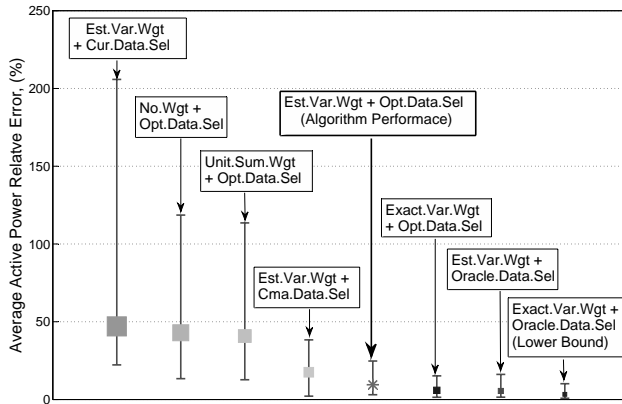 Average Active Power Relatve Error, (%)
250
200
150
100
50
0
Est.Var.Wgt
+ Cur.Data.Sel
No.Wgt +
Opt.Data.Sel
Unit.Sum.Wgt
+ Opt.Data.Sel
Est.Var.Wgt +
Cma.Data.Sel
Est.Var.Wgt + Opt.Data.Sel
(Algorithm Performace)
Exact.Var.Wgt
+ Opt.Data.Sel
Est.Var.Wgt +
Oracle.Data.Sel
Exact.Var.Wgt +
Oracle.Data.Sel
(Lower Bound)